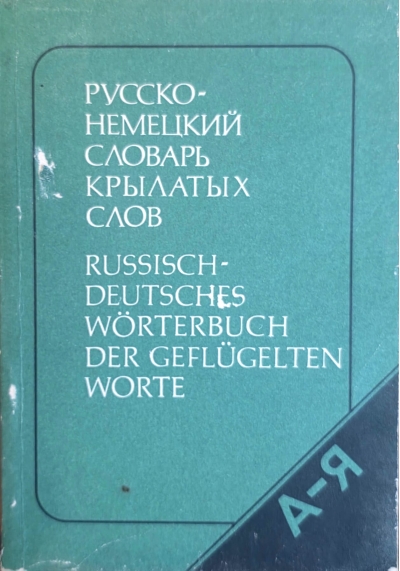 РУССКО-
НЕМЕЦКИЙ
СЛОВАРЬ
КРЫЛАТЫХ
СЛОВ
RUSSISCH-
DEUTSCHES
WÖRTERBUCH
DER GEFLÜGELTEN
WORTE
А-Я